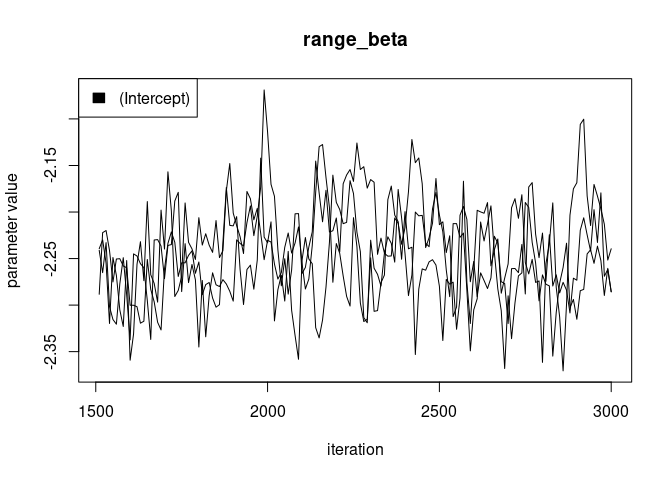 range_beta
(Intercept)
parameter value
-2.15
-2.25
-2.35
1500
2000
2500
3000
iteration